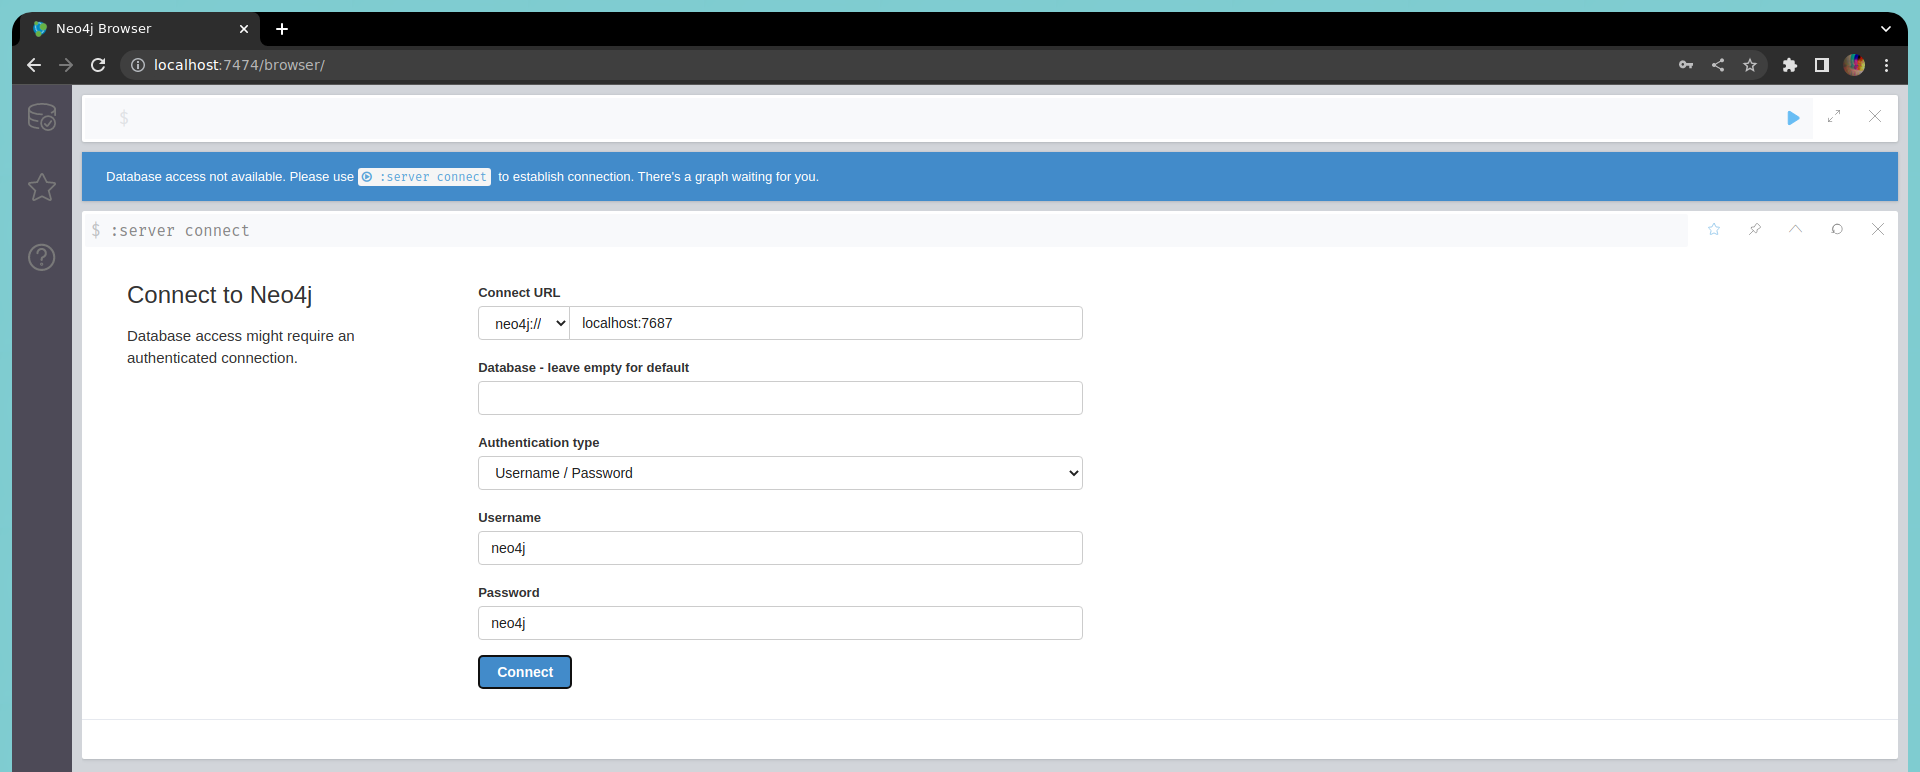 Neo4j Browser
localhost:7474/browser/
$
Database access not available. Please use :server connect to establish connection. There's a graph waiting for you.
$ :server connect
Connect to Neo4j
Database access might require an
authenticated connection.
Connect URL
neo4j:// localhost:7687
Database - leave empty for default
Authentication type
Username / Password
Username
neo4j
Password
neo4j
Connect